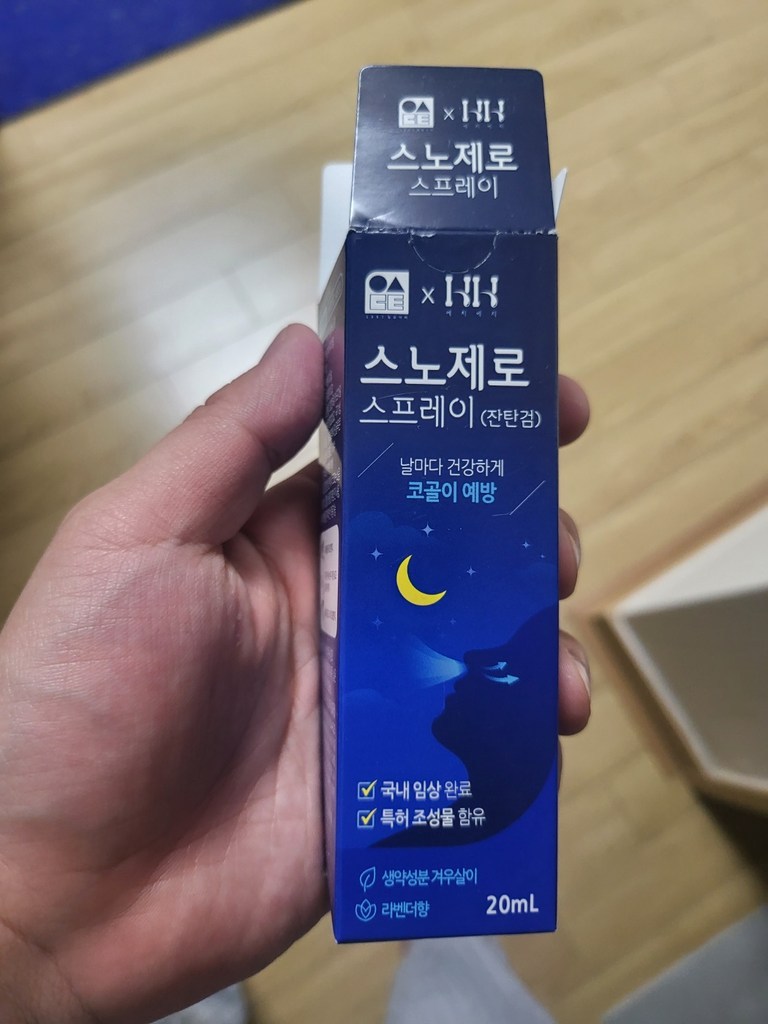 x HH
스노제로
스프레이
x HH
스노제로
스프레이 (잔탄검)
날마다 건강하게
코골이 예방
국내 임상 완료
특허 조성물 함유
생약성분 겨우살이
라벤더향
20mL